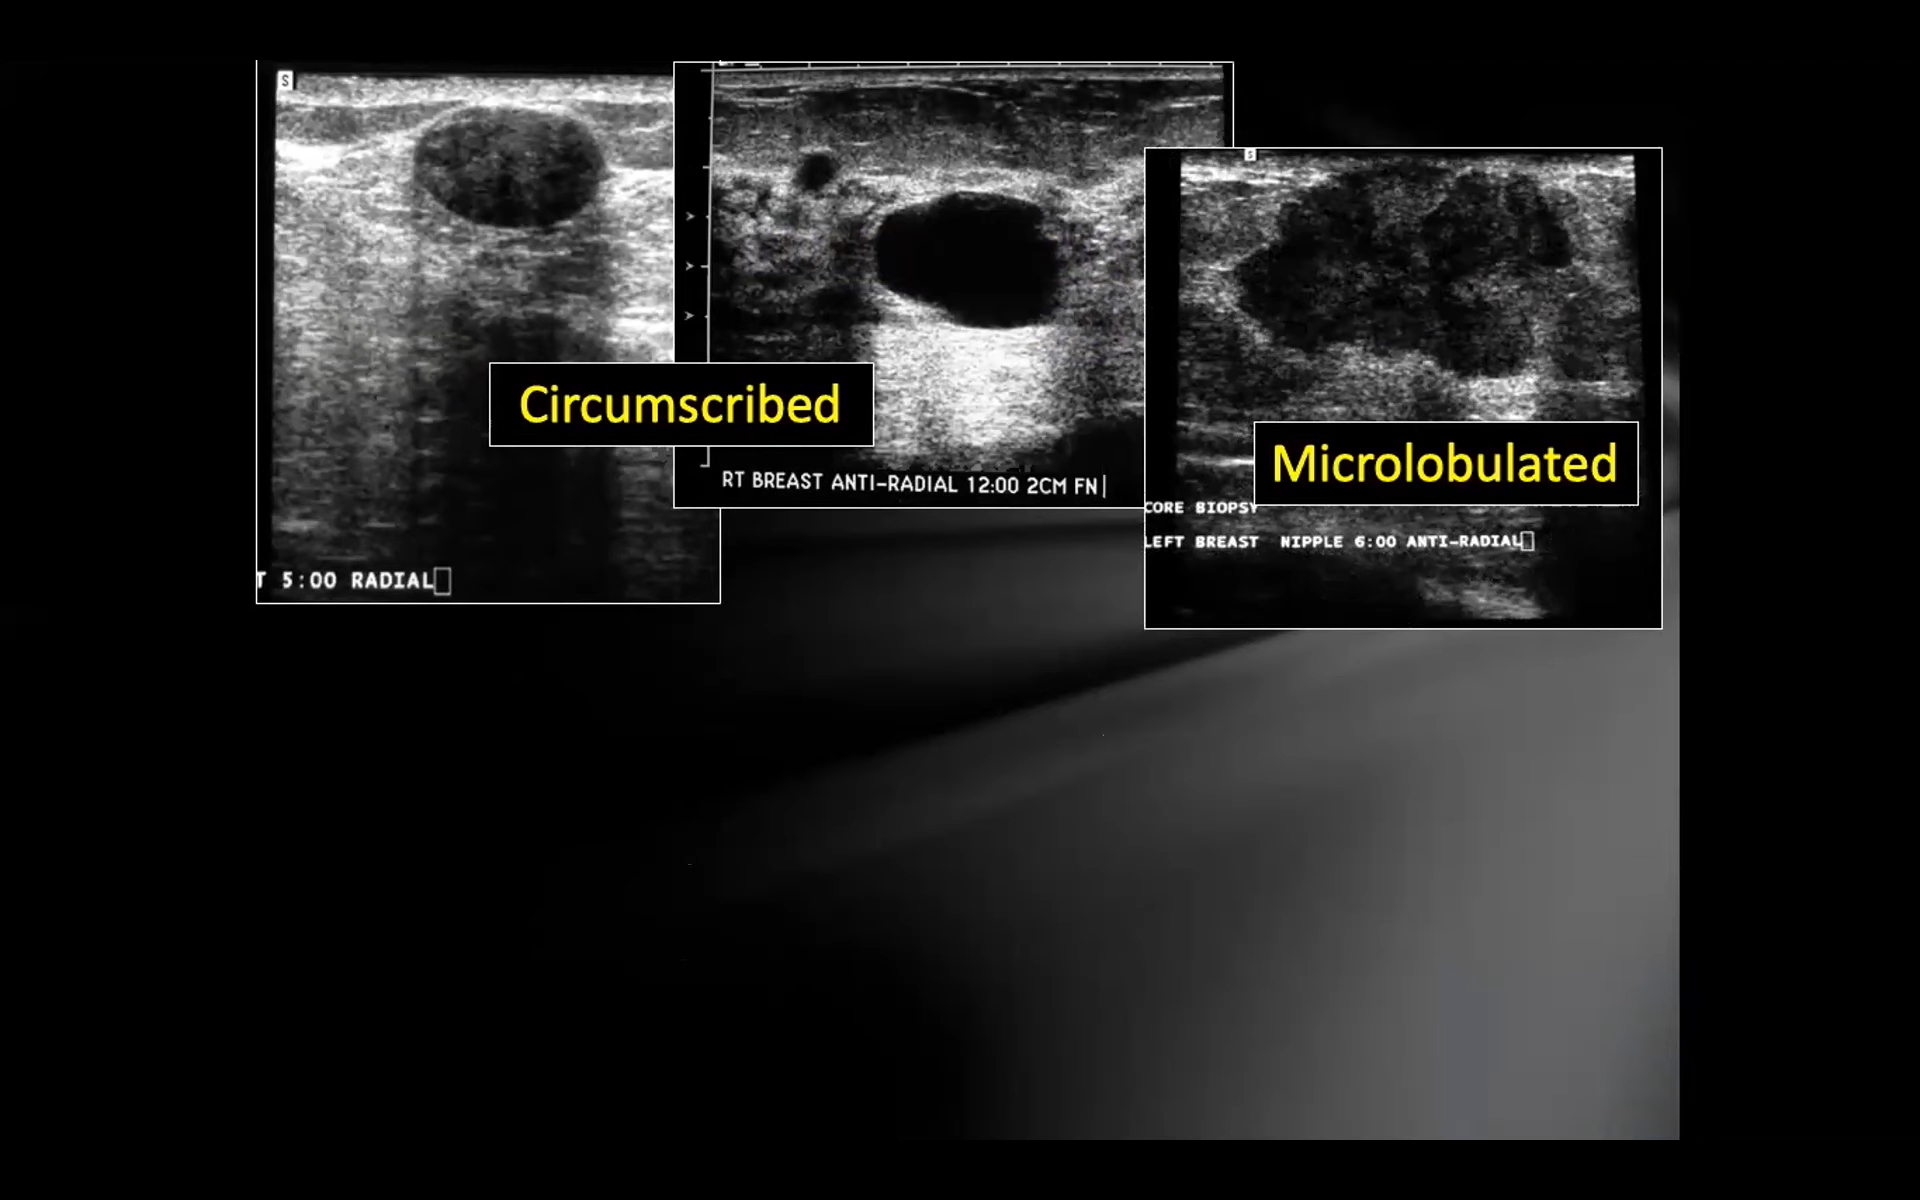 S
T 5:00 RADIAL
Circumscribed
RT BREAST ANTI-RADIAL 12:00 2CM FN
S
Microlobulated
CORE BIOPSY
LEFT BREAST NIPPLE 6:00 ANTI-RADIAL